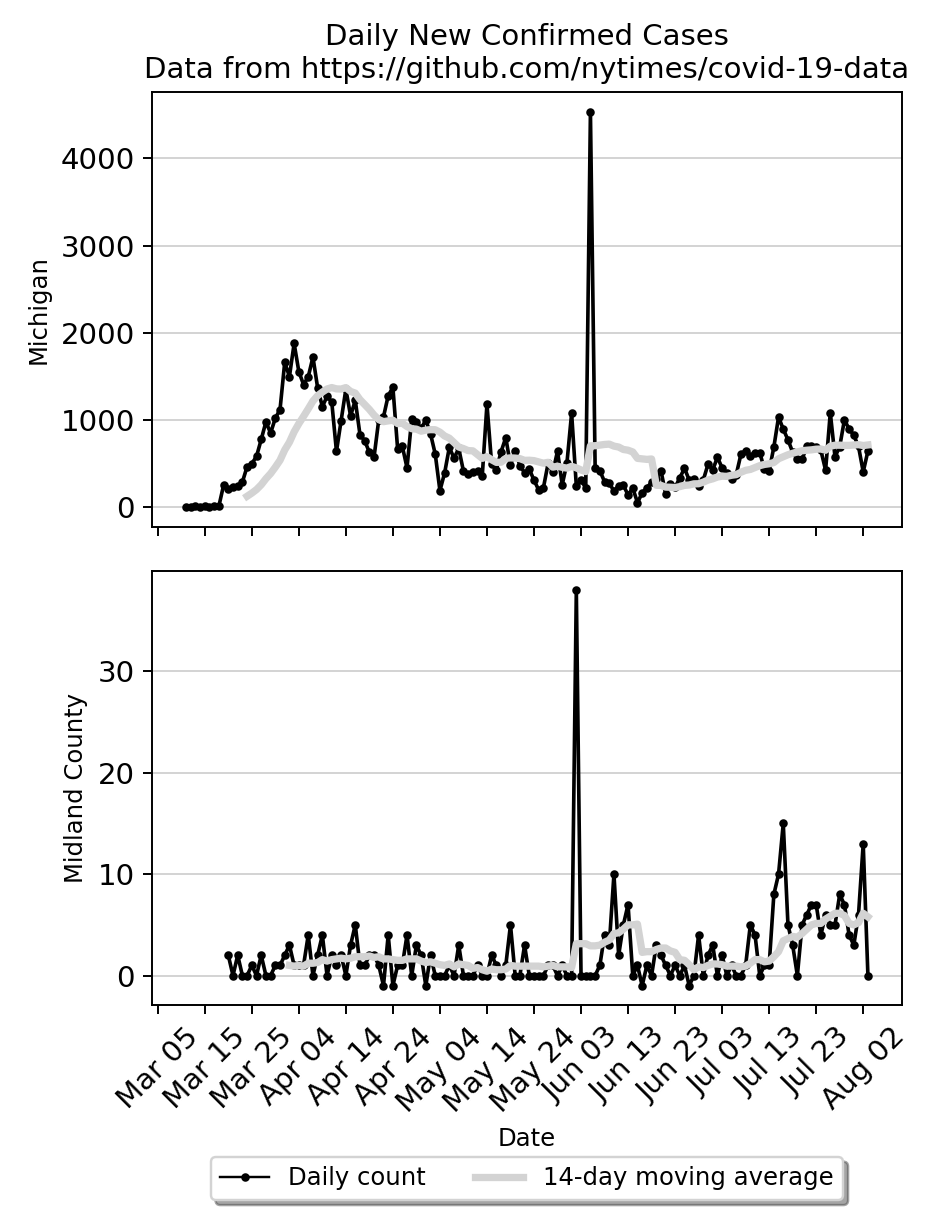 Daily New Confirmed Cases
Data from https://github.com/nytimes/covid-19-data
Michigan
4000
3000
2000
1000
0
Midland County
30
20
10
0
Mar 05
Mar 15
Mar 25
Apr 04
Apr 14
Apr 24
May 04
May 14
May 24
Jun 03
Jun 13
Jun 23
Jul 03
Jul 13
Jul 23
Aug 02
Date
Daily count
14-day moving average